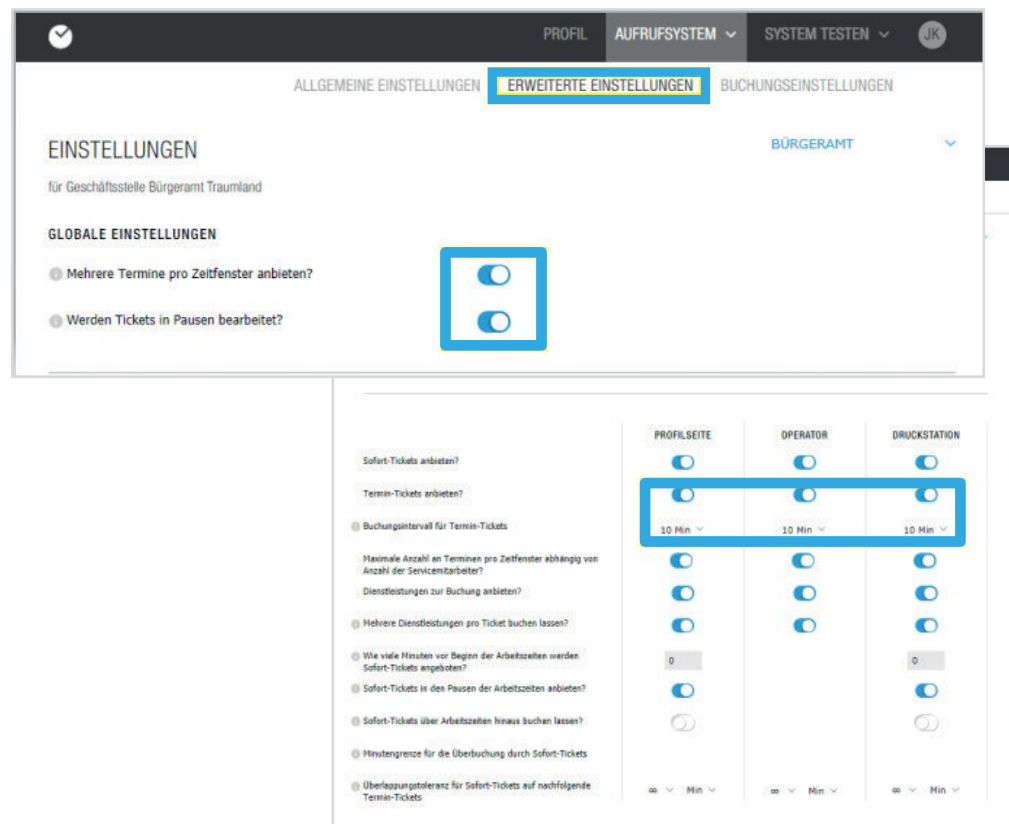 PROFIL AUFRUFSYSTEM SYSTEM TESTEN JK
ALLGEMEINE EINSTELLUNGEN ERWEITERTE EINSTELLUNGEN BUCHUNGSEINSTELLUNGEN
EINSTELLUNGEN BÜRGERAMT
für Geschäftsstelle Bürgeramt Traumland
GLOBALE EINSTELLUNGEN
Mehrere Termine pro Zeitfenster anbieten?
Werden Tickets in Pausen bearbeitet?
PROFILSEITE OPERATOR DRUCKSTATION
Sofort-Tickets anbieten?
Termin-Tickets anbieten?
Buchungsintervall für Termin-Tickets 10 Min 10 Min 10 Min
Maximale Anzahl an Terminen pro Zeitfenster abhängig von
Anzahl der Servicemitarbeiter?
Dienstleistungen zur Buchung anbieten?
Mehrere Dienstleistungen pro Ticket buchen lassen?
Wie viele Minuten vor Beginn der Arbeitszeiten werden
Sofort-Tickets angeboten? 0 0
Sofort-Tickets in den Pausen der Arbeitszeiten anbieten?
Sofort-Tickets über Arbeitszeiten hinaus buchen lassen?
Minutengrenze für die Überbuchung durch Sofort-Tickets
Überlappungstoleranz für Sofort-Tickets auf nachfolgende
Termin-Tickets ∞ Min ∞ Min ∞ Min